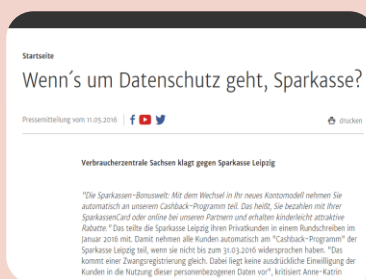 Startseite
Wenn´s um Datenschutz geht, Sparkasse?
Pressemitteilung vom 11.05.2016
drucken
Verbraucherzentrale Sachsen klagt gegen Sparkasse Leipzig
"Die Sparkassen-Bonuswelt: Mit dem Wechsel in Ihr neues Kontomodell nehmen Sie
automatisch an unserem Cashback-Programm teil. Das heißt, Sie bezahlen mit Ihrer
SparkassenCard oder online bei unseren Partnern und erhalten kinderleicht attraktive
Rabatte." Das teilte die Sparkasse Leipzig ihren Privatkunden in einem Rundschreiben im
Januar 2016 mit. Damit nehmen alle Kunden automatisch am "Cashback-Programm" der
Sparkasse Leipzig teil, wenn sie nicht bis zum 31.03.2016 widersprochen haben. "Das
kommt einer Zwangsregistrierung gleich. Dabei liegt keine ausdrückliche Einwilligung der
Kunden in die Nutzung dieser personenbezogenen Daten vor", kritisiert Anne-Katrin